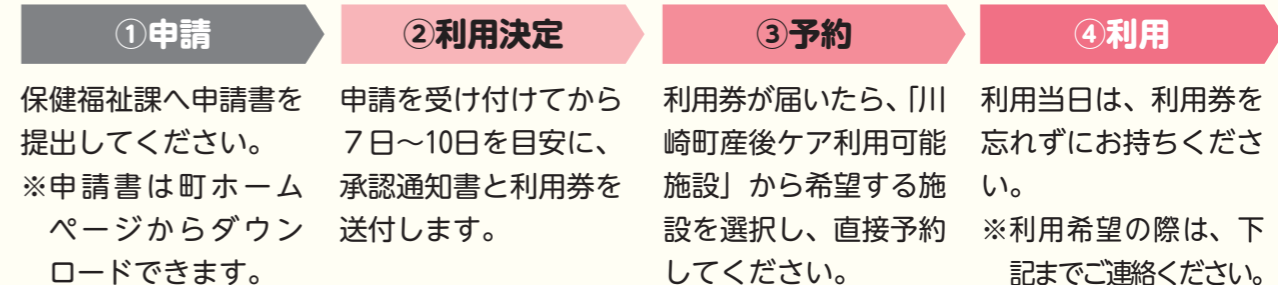 ①申請
保健福祉課へ申請書を
提出してください。
※申請書は町ホーム
ページからダウン
ロードできます。
②利用決定
申請を受け付けてから
7日～10日を目安に、
承認通知書と利用券を
送付します。
③予約
利用券が届いたら、「川
崎町産後ケア利用可能
施設」から希望する施
設を選択し、直接予約
してください。
④利用
利用当日は、利用券を
忘れずにお持ちくださ
い。
※利用希望の際は、下
記までご連絡ください。